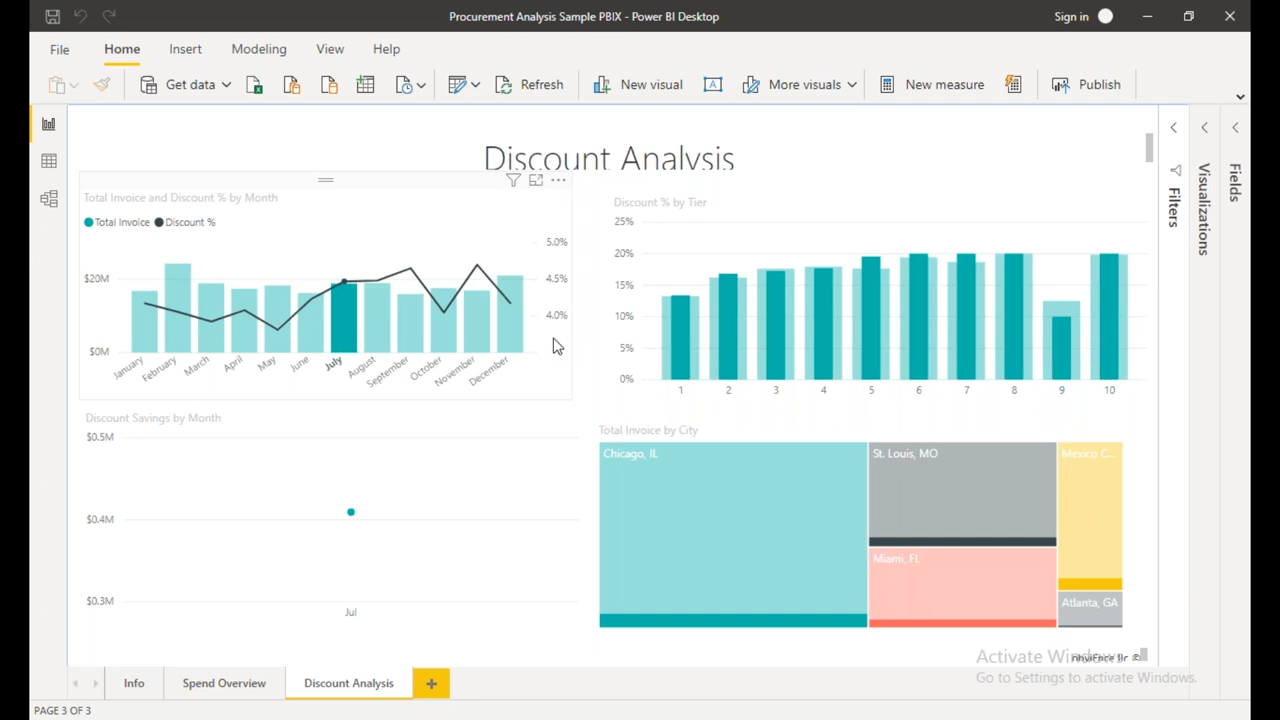 Procurement Analysis Sample PBIX - Power BI Desktop
Sign in
File Home Insert Modeling View Help
Get data Refresh New visual More visuals New measure Publish
Discount Analysis
Total Invoice and Discount % by Month
Total Invoice Discount %
5.0%
$20M 4.5%
4.0%
$0M
January February March April May June July August September October November December
Discount % by Tier
25%
20%
15%
10%
5%
0%
1 2 3 4 5 6 7 8 9 10
Discount Savings by Month
$0.5M
$0.4M
$0.3M
Jul
Total Invoice by City
Chicago, IL
St. Louis, MO
Mexico C...
Miami, FL
Atlanta, GA
Filters
Visualizations
Fields
Activate Windows
Go to Settings to activate Windows.
Info Spend Overview Discount Analysis
PAGE 3 OF 3